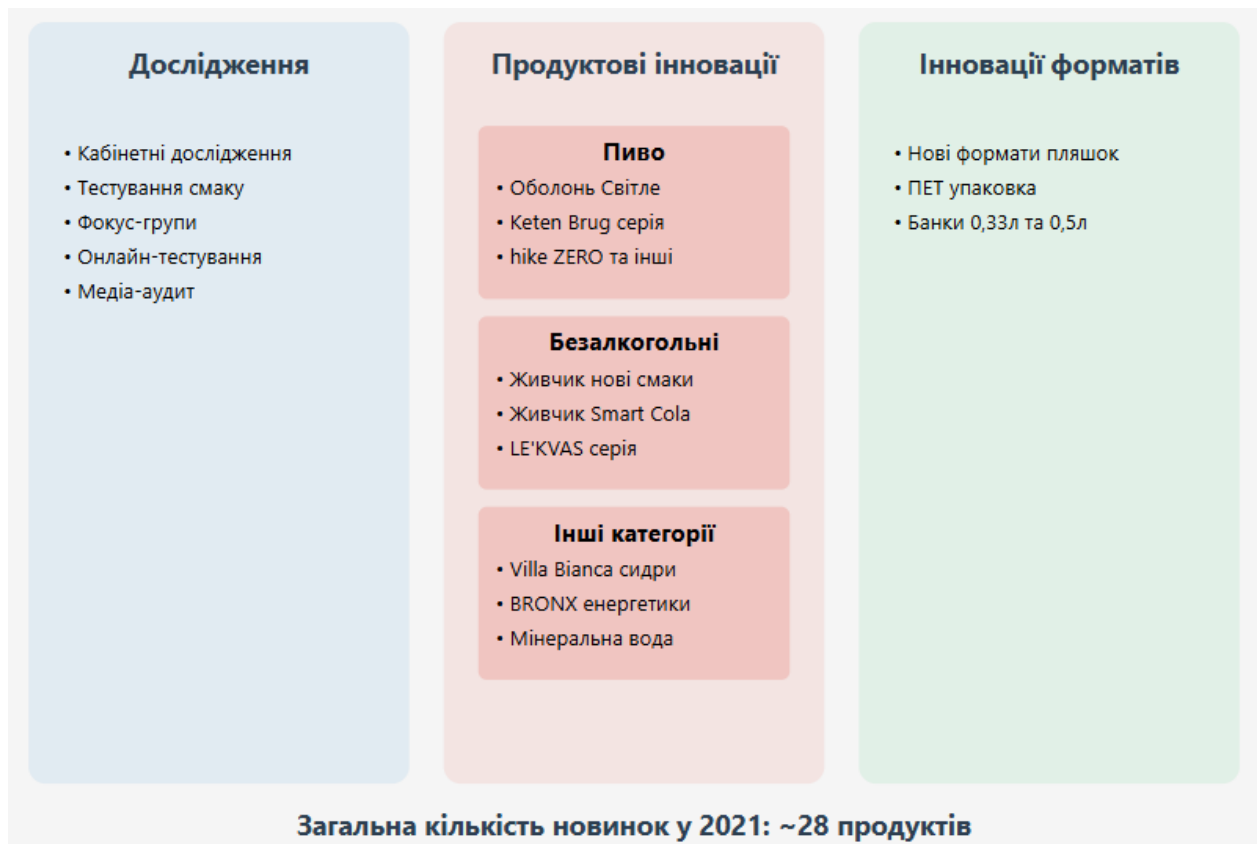 Дослідження
• Кабінетні дослідження
• Тестування смаку
• Фокус-групи
• Онлайн-тестування
• Медіа-аудит
Продуктові інновації
Пиво
• Оболонь Світле
• Keten Brug серія
• hike ZERO та інші
Безалкогольні
• Живчик нові смаки
• Живчик Smart Cola
• LE'KVAS серія
Інші категорії
• Villa Bianca сидри
• BRONX енергетики
• Мінеральна вода
Інновації форматів
• Нові формати пляшок
• ПЕТ упаковка
• Банки 0,33л та 0,5л
Загальна кількість новинок у 2021: ~28 продуктів